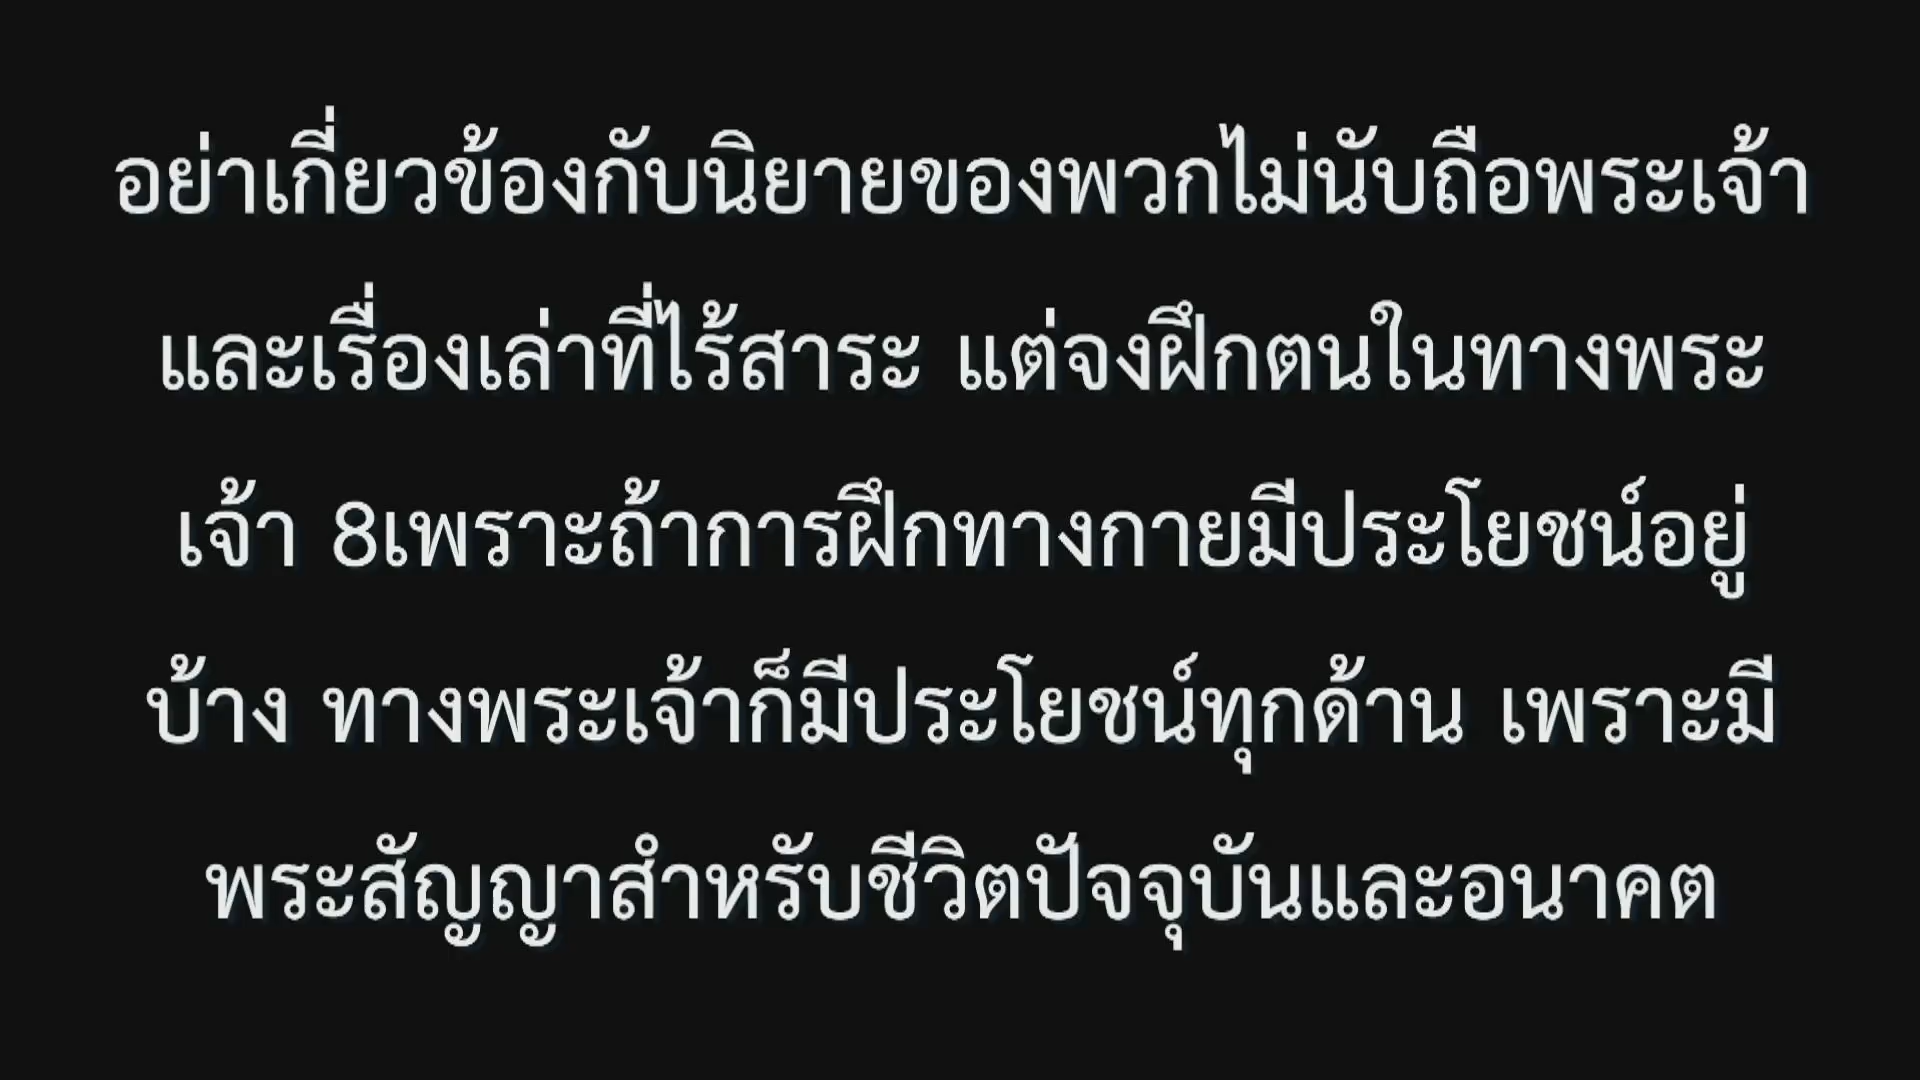 อย่าเกี่ยวข้องกับนิยายของพวกไม่นับถือพระเจ้า
และเรื่องเล่าที่ไร้สาระ แต่จงฝึกตนในทางพระ
เจ้า 8เพราะถ้าการฝึกทางกายมีประโยชน์อยู่
บ้าง ทางพระเจ้าก็มีประโยชน์ทุกด้าน เพราะมี
พระสัญญาสำหรับชีวิตปัจจุบันและอนาคต